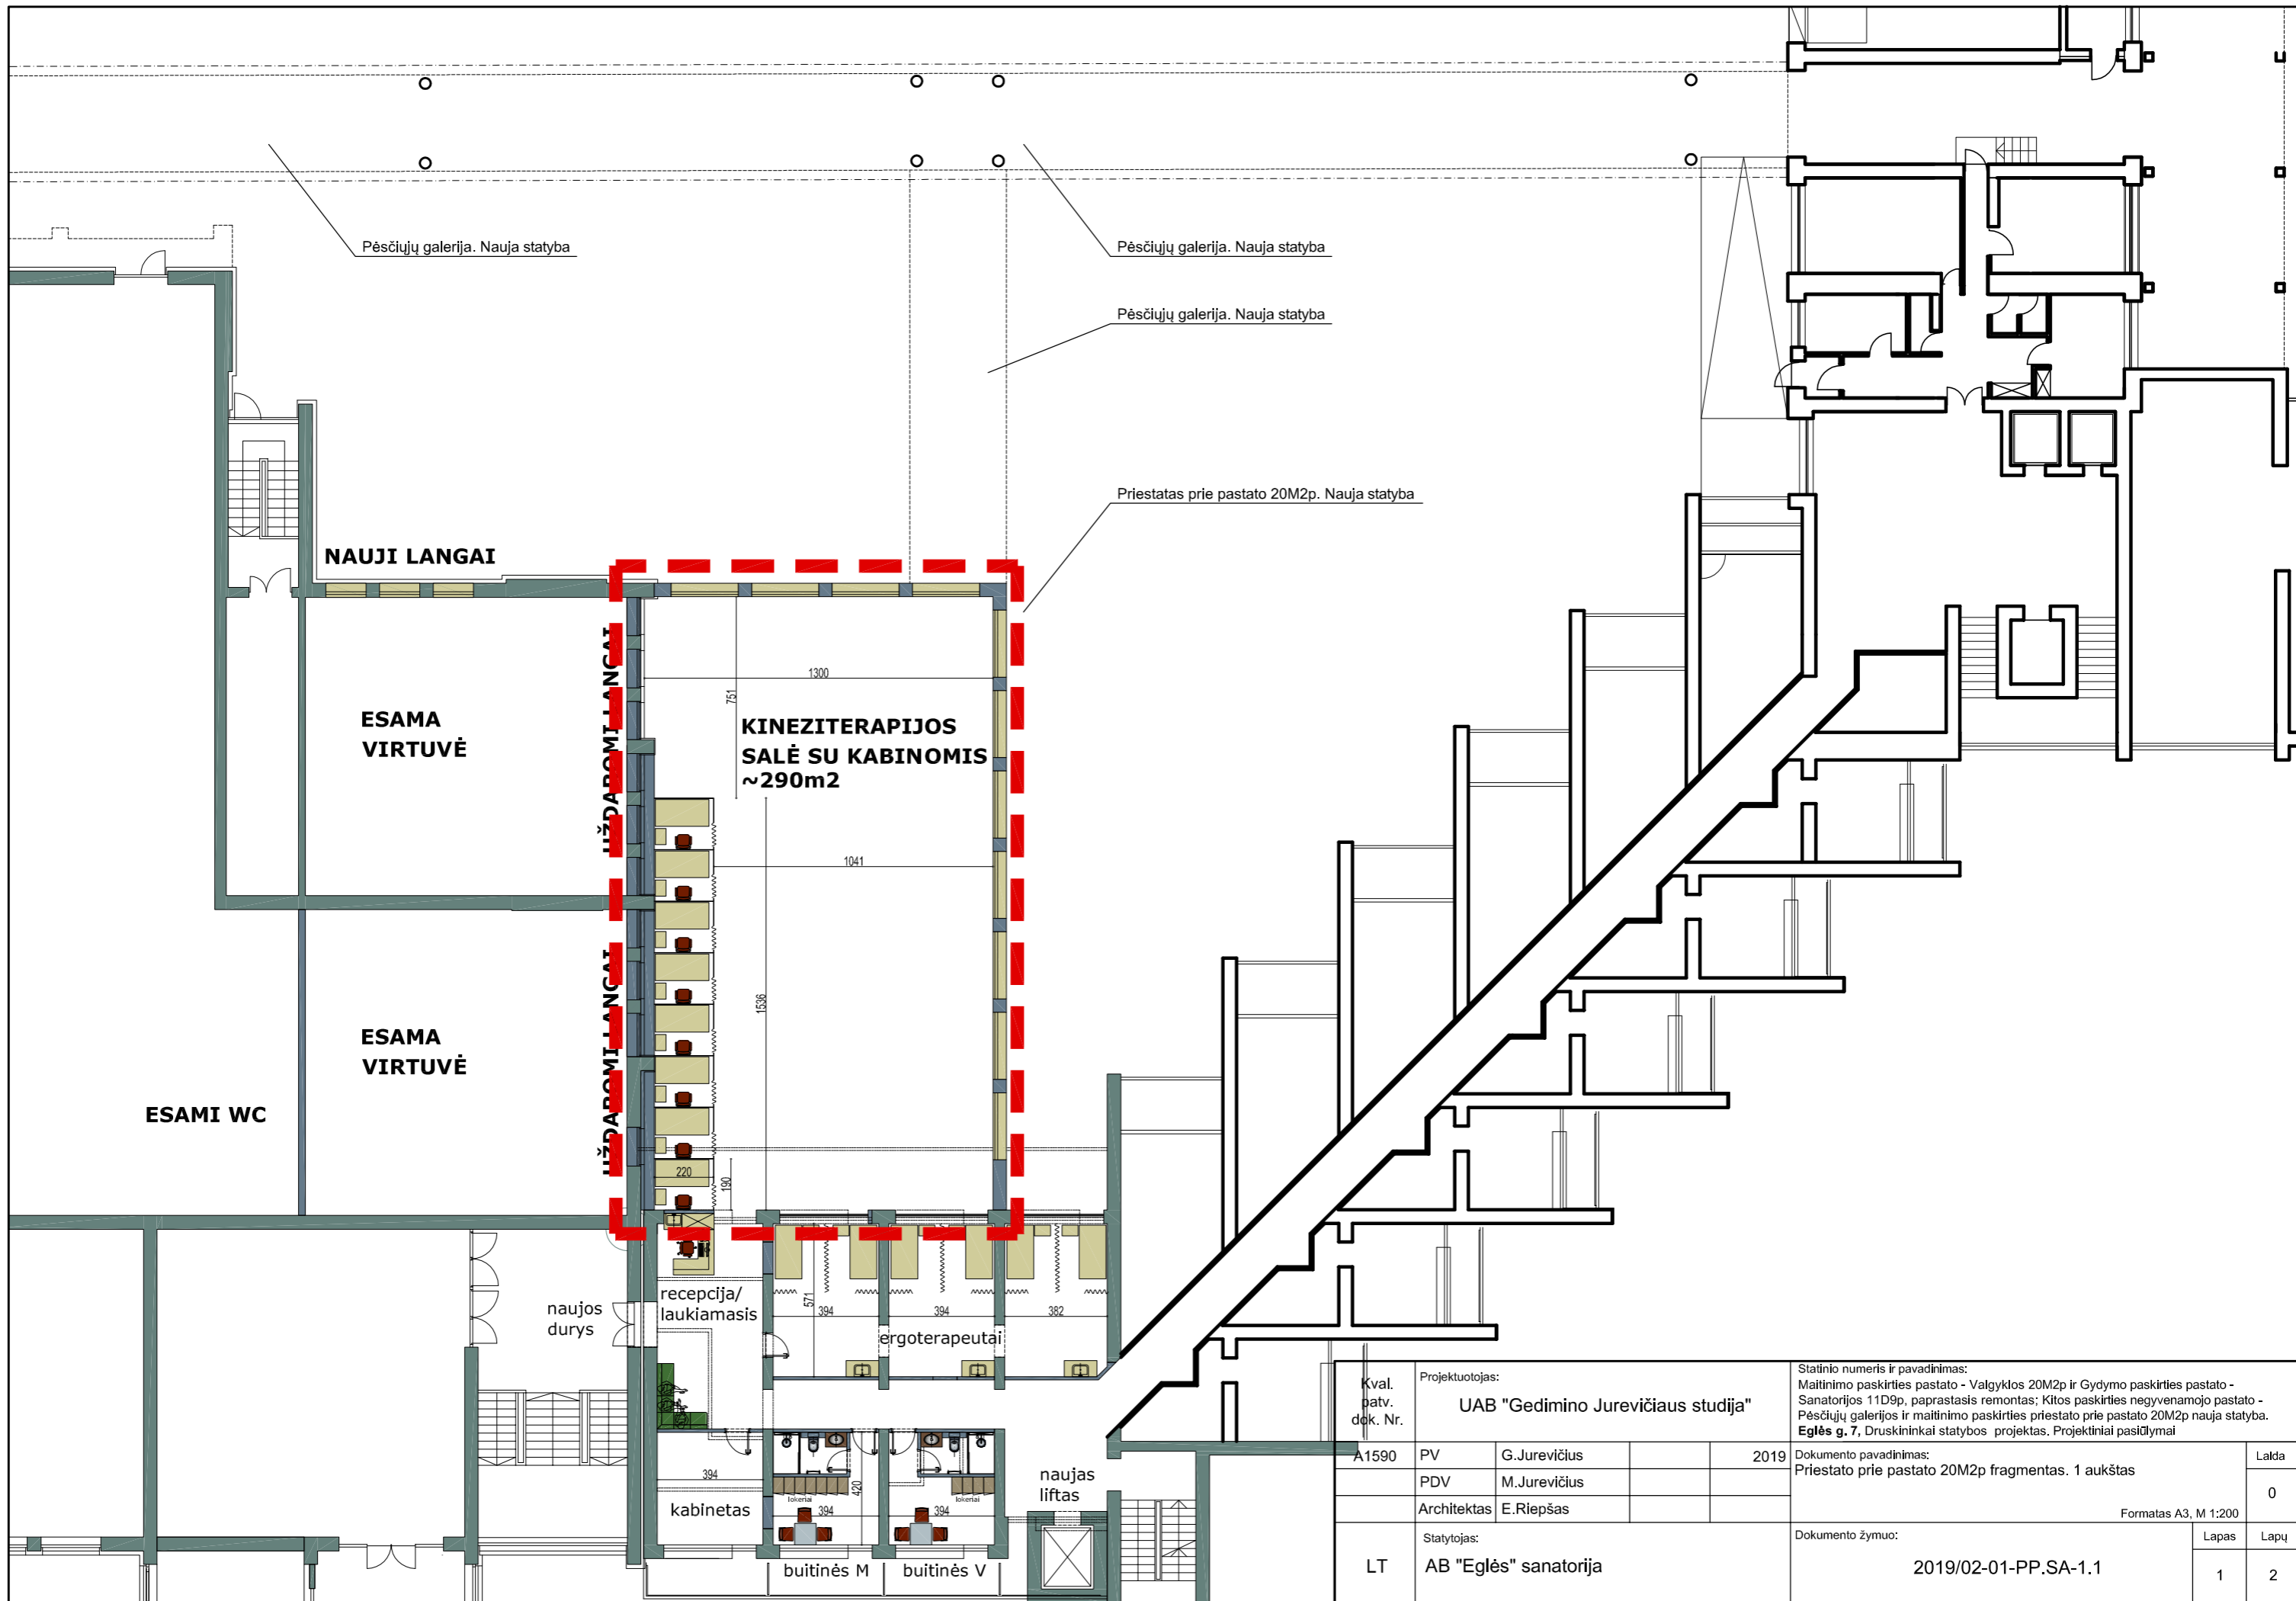 Pėsčiųjų galerija. Nauja statyba
Pėsčiųjų galerija. Nauja statyba
Pėsčiųjų galerija. Nauja statyba
Priestatas prie pastato 20M2p. Nauja statyba
NAUJI LANGAI
UŽDAROMI LANGAI
1300
751
ESAMA
VIRTUVĖ
KINEZITERAPIJOS
SALĖ SU KABINOMIS
~290m2
1041
1536
UŽDAROMI LANGAI
ESAMA
VIRTUVĖ
ESAMI WC
220
190
naujos
durys
recepcija/
laukiamasis
571
394
394
382
ergoterapeutai
394
kabinetas
lokeriai
394
420
lokeriai
394
buitinės M
buitinės V
naujas
liftas
Kval.
patv.
dok. Nr.
Projektuotojas:
UAB "Gedimino Jurevičiaus studija"
Statinio numeris ir pavadinimas:
Maitinimo paskirties pastato - Valgyklos 20M2p ir Gydymo paskirties pastato -
Sanatorijos 11D9p, paprastasis remontas; Kitos paskirties negyvenamojo pastato -
Pėsčiųjų galerijos ir maitinimo paskirties priestato prie pastato 20M2p nauja statyba.
Eglės g. 7, Druskininkai statybos projektas. Projektiniai pasiūlymai
A1590 PV G.Jurevičius 2019
PDV M.Jurevičius
Architektas E.Riepšas
Dokumento pavadinimas:
Priestato prie pastato 20M2p fragmentas. 1 aukštas
Formatas A3, M 1:200
Laida
0
LT
Statytojas:
AB "Eglės" sanatorija
Dokumento žymuo:
2019/02-01-PP.SA-1.1
Lapas Lapų
1 2